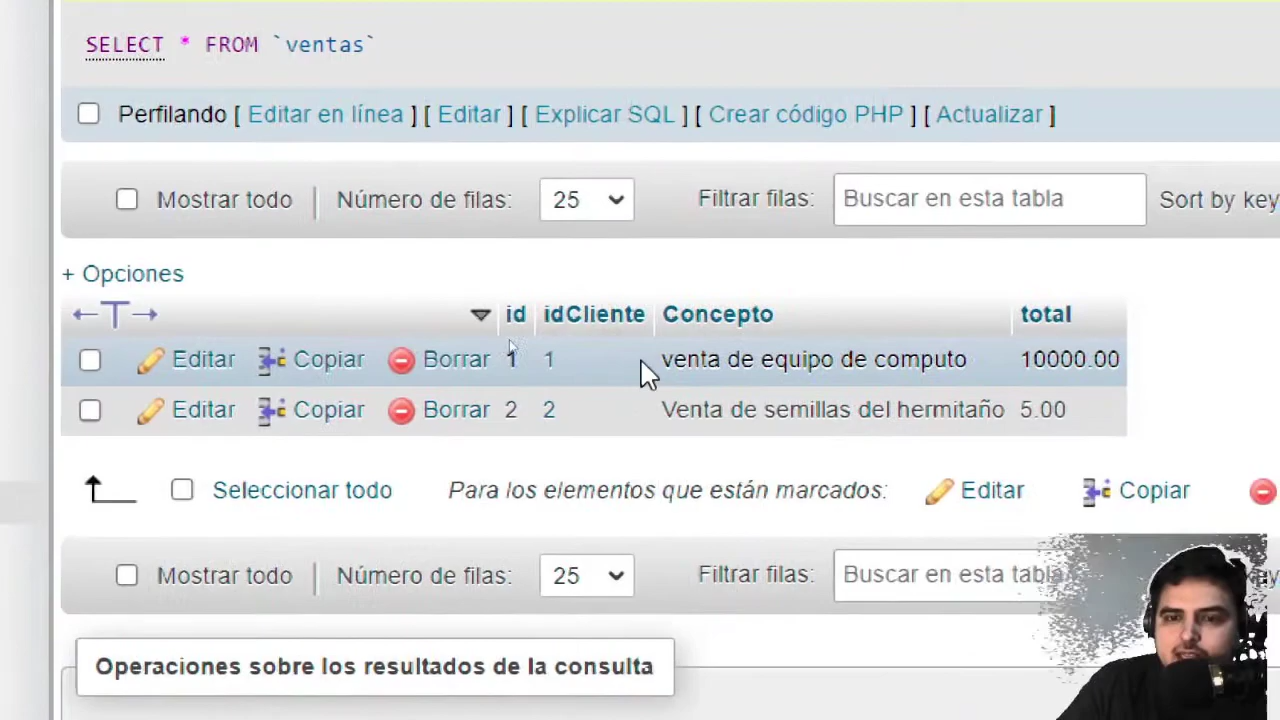 SELECT * FROM `ventas`
Perfilando [ Editar en línea ] [ Editar ] [ Explicar SQL ] [ Crear código PHP ] [ Actualizar ]
Mostrar todo Número de filas: 25 Filtrar filas: Buscar en esta tabla Sort by key
+ Opciones
id idCliente Concepto total
Editar Copiar Borrar 1 1 venta de equipo de computo 10000.00
Editar Copiar Borrar 2 2 Venta de semillas del hermitaño 5.00
Seleccionar todo Para los elementos que están marcados: Editar Copiar
Mostrar todo Número de filas: 25 Filtrar filas: Buscar en esta tabla
Operaciones sobre los resultados de la consulta